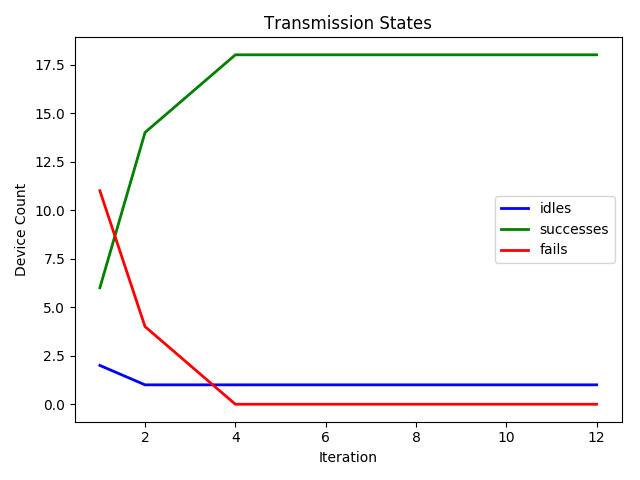 Transmission States
17.5
15.0
12.5
10.0
7.5
5.0
2.5
0.0
Device Count
idles
successes
fails
2 4 6 8 10 12
Iteration